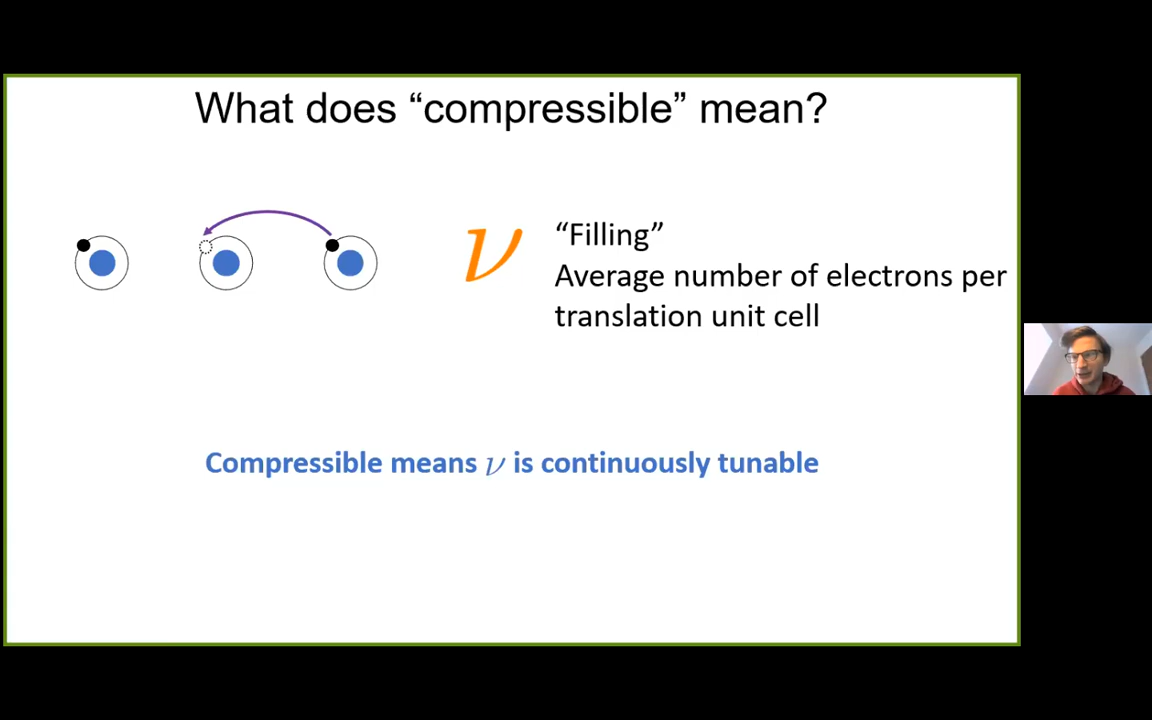 What does “compressible” mean?
ν
“Filling”
Average number of electrons per
translation unit cell
Compressible means ν is continuously tunable